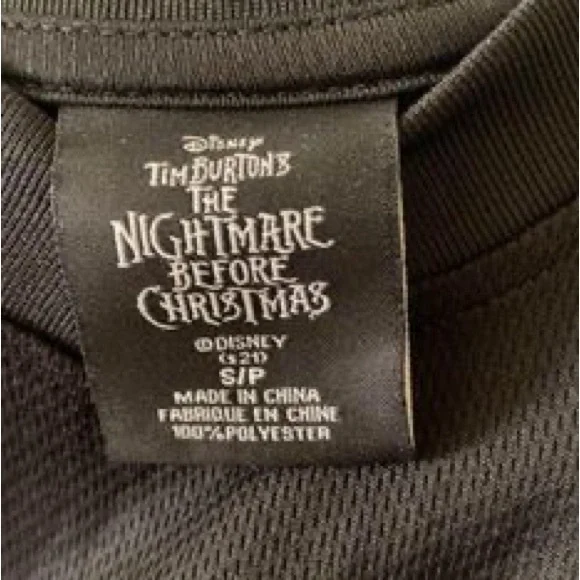 Disney
TIM BURTON'S
THE
NIGHTMARE
BEFORE
CHRISTMAS
©DISNEY
(s21)
S/P
MADE IN CHINA
FABRIQUE EN CHINE
100%POLYESTER